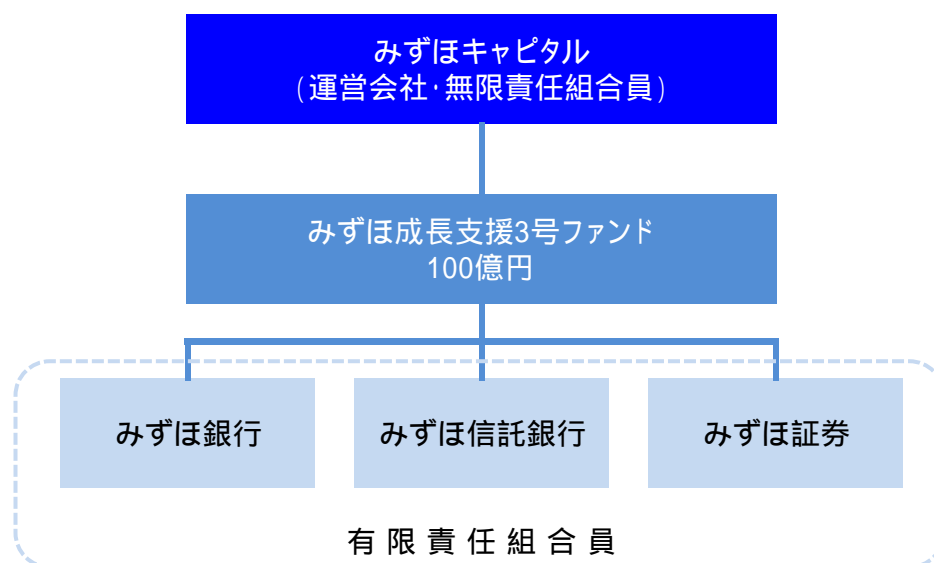 みずほキャピタル
(運営会社・無限責任組合員)
みずほ成長支援3号ファンド
100億円
みずほ銀行
みずほ信託銀行
みずほ証券
有限責任組合員